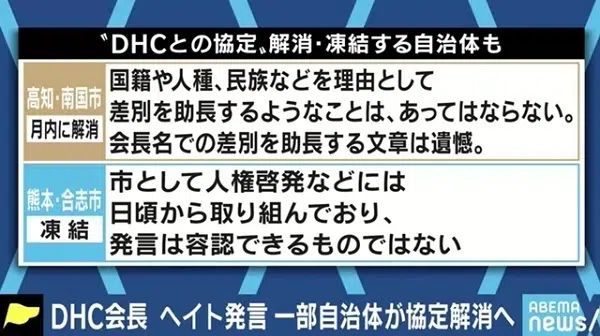 〝DHCとの協定〟解消・凍結する自治体も
高知・南国市
月内に解消
国籍や人種、民族などを理由として
差別を助長するようなことは、あってはならない。
会長名での差別を助長する文章は遺憾。
熊本・合志市
凍結
市として人権啓発などには
日頃から取り組んでおり、
発言は容認できるものではない
DHC会長 ヘイト発言 一部自治体が協定解消へ
ABEMA
news/